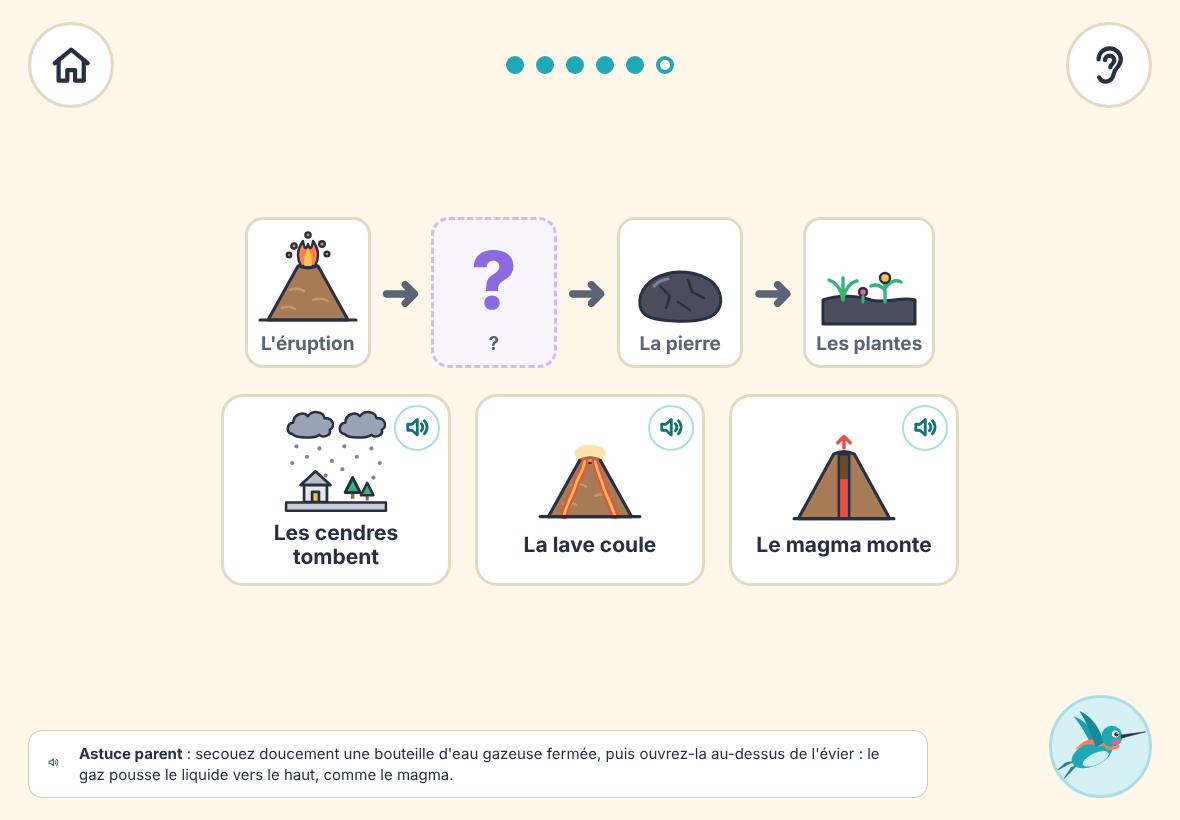 ?
L'éruption
?
La pierre
Les plantes
Les cendres
tombent
La lave coule
Le magma monte
Astuce parent : secouez doucement une bouteille d'eau gazeuse fermée, puis ouvrez-la au-dessus de l'évier : le
gaz pousse le liquide vers le haut, comme le magma.